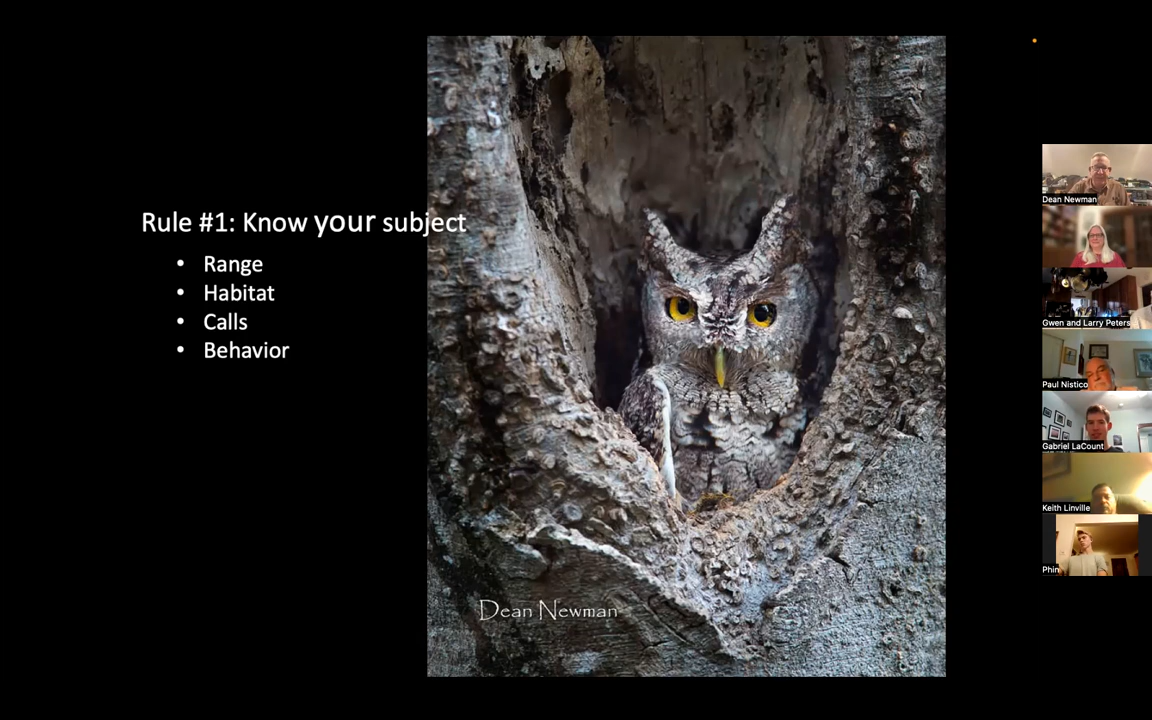 Rule #1: Know your subject
• Range
• Habitat
• Calls
• Behavior
Dean Newman
Dean Newman
Gwen and Larry Peters
Paul Nistico
Gabriel LaCount
Keith Linville
Phin